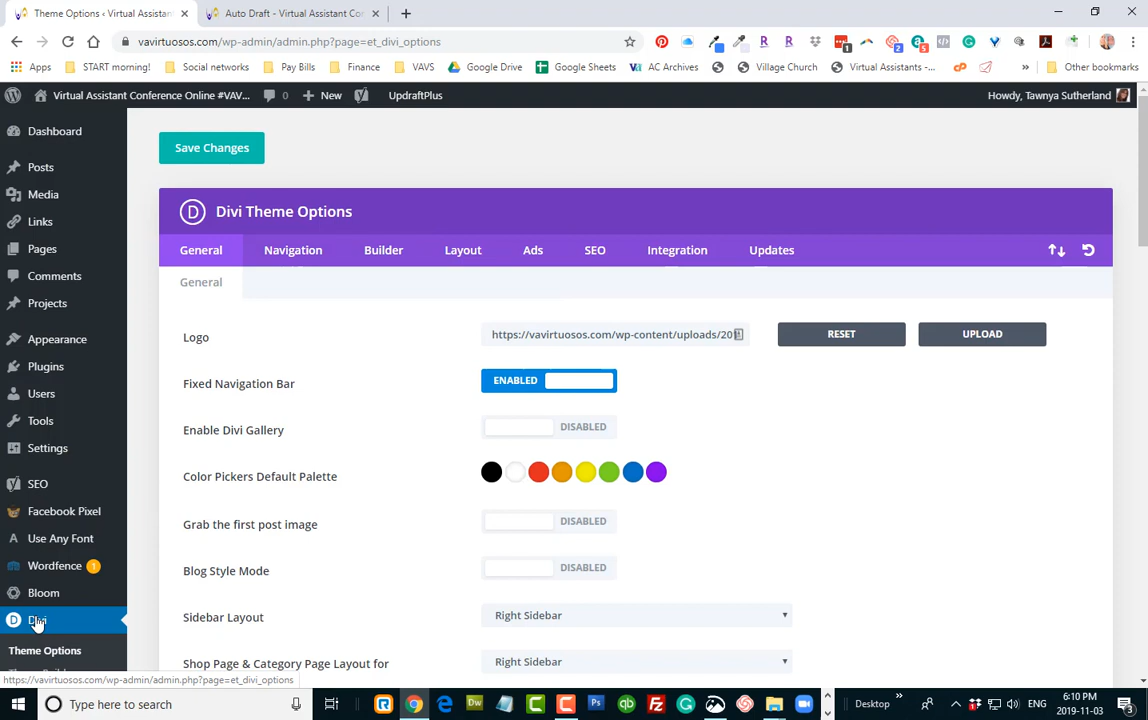 Theme Options ‹ Virtual Assistan
Auto Draft - Virtual Assistant Con
vavirtuosos.com/wp-admin/admin.php?page=et_divi_options
Apps
START morning!
Social networks
Pay Bills
Finance
VAVS
Google Drive
Google Sheets
AC Archives
Village Church
Virtual Assistants -...
Other bookmarks
Virtual Assistant Conference Online #VAV...
0
New
UpdraftPlus
Howdy, Tawnya Sutherland
Dashboard
Posts
Media
Links
Pages
Comments
Projects
Appearance
Plugins
Users
Tools
Settings
SEO
Facebook Pixel
Use Any Font
Wordfence 1
Bloom
Divi
Theme Options
Save Changes
Divi Theme Options
General
Navigation
Builder
Layout
Ads
SEO
Integration
Updates
General
Logo
https://vavirtuosos.com/wp-content/uploads/201
RESET
UPLOAD
Fixed Navigation Bar
ENABLED
Enable Divi Gallery
DISABLED
Color Pickers Default Palette
Grab the first post image
DISABLED
Blog Style Mode
DISABLED
Sidebar Layout
Right Sidebar
Shop Page & Category Page Layout for
Right Sidebar
https://vavirtuosos.com/wp-admin/admin.php?page=et_divi_options
Type here to search
Desktop
ENG
6:10 PM
2019-11-03